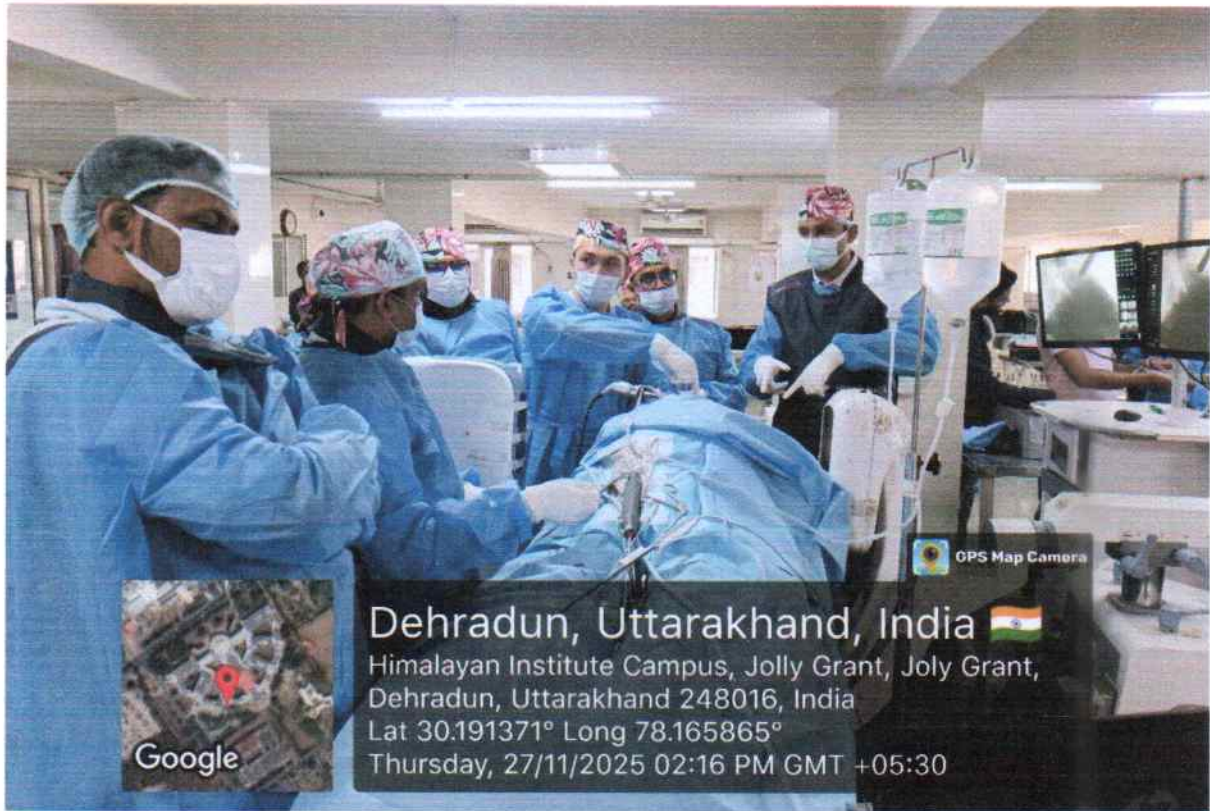 GPS Map Camera
Dehradun, Uttarakhand, India
Himalayan Institute Campus, Jolly Grant, Joly Grant,
Dehradun, Uttarakhand 248016, India
Lat 30.191371° Long 78.165865°
Thursday, 27/11/2025 02:16 PM GMT +05:30
Google